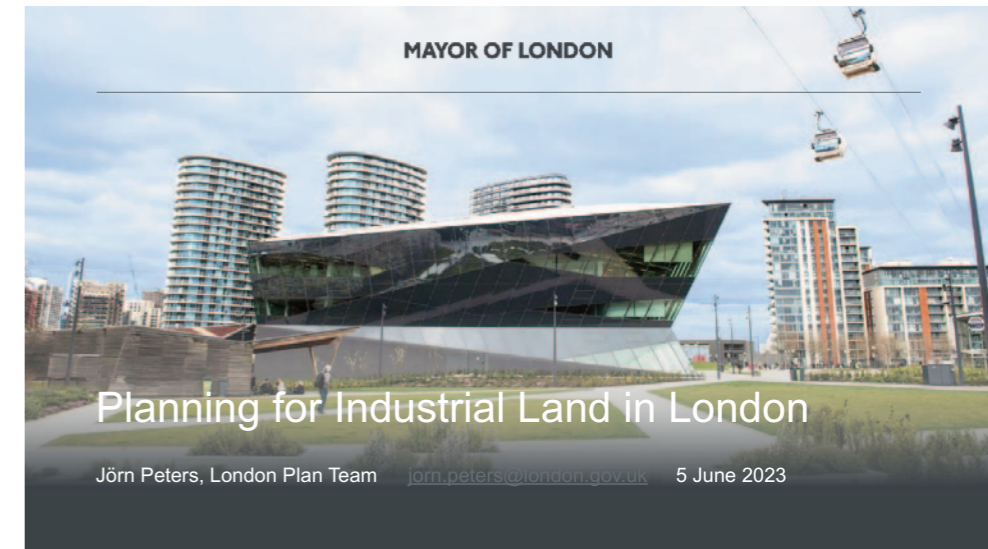 MAYOR OF LONDON
Planning for Industrial Land in London
Jörn Peters, London Plan Team jorn.peters@london.gov.uk 5 June 2023